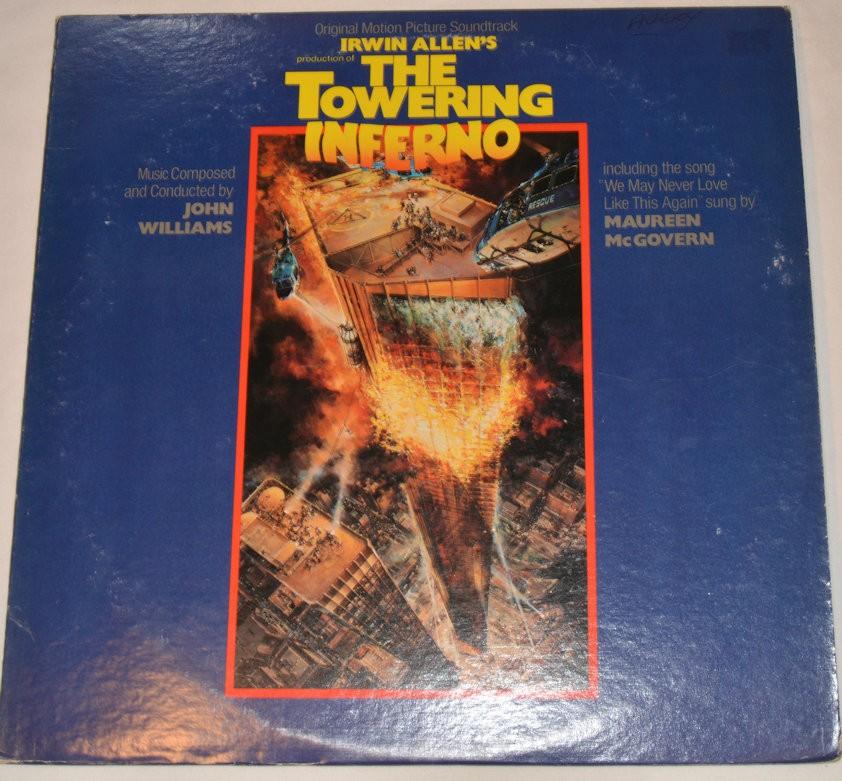 Original Motion Picture Soundtrack
IRWIN ALLEN'S
production of THE
TOWERING
INFERNO
Music Composed
and Conducted by
JOHN
WILLIAMS
including the song
"We May Never Love
Like This Again" sung by
MAUREEN
McGOVERN
RESCUE